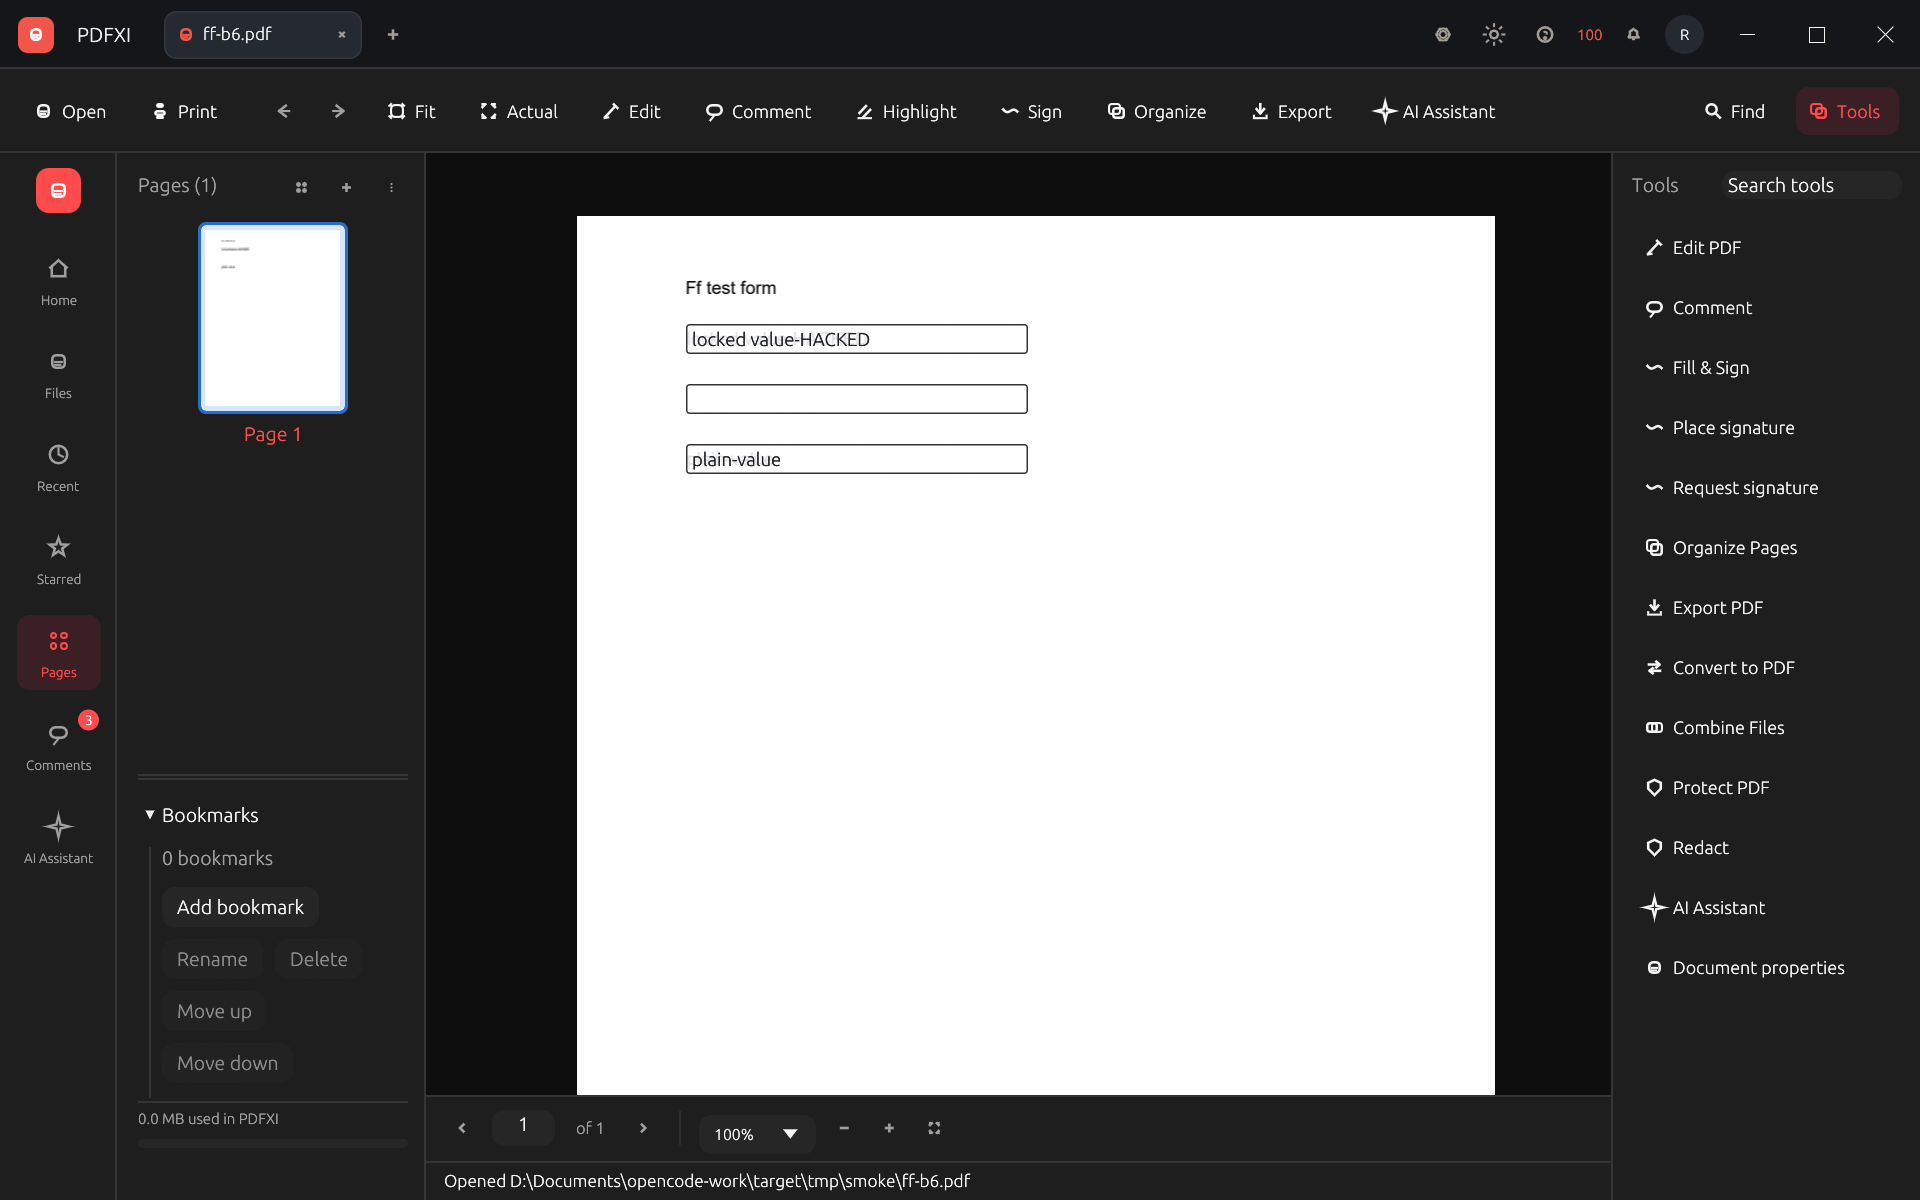 PDFXI
ff-b6.pdf
100
R
Open
Print
Fit
Actual
Edit
Comment
Highlight
Sign
Organize
Export
AI Assistant
Find
Tools
Home
Files
Recent
Starred
Pages
3
Comments
AI Assistant
Pages (1)
Page 1
Bookmarks
0 bookmarks
Add bookmark
Rename
Delete
Move up
Move down
0.0 MB used in PDFXI
Ff test form
locked value-HACKED
plain-value
1
of 1
100%
Opened D:\Documents\opencode-work\target\tmp\smoke\ff-b6.pdf
Tools
Search tools
Edit PDF
Comment
Fill & Sign
Place signature
Request signature
Organize Pages
Export PDF
Convert to PDF
Combine Files
Protect PDF
Redact
AI Assistant
Document properties